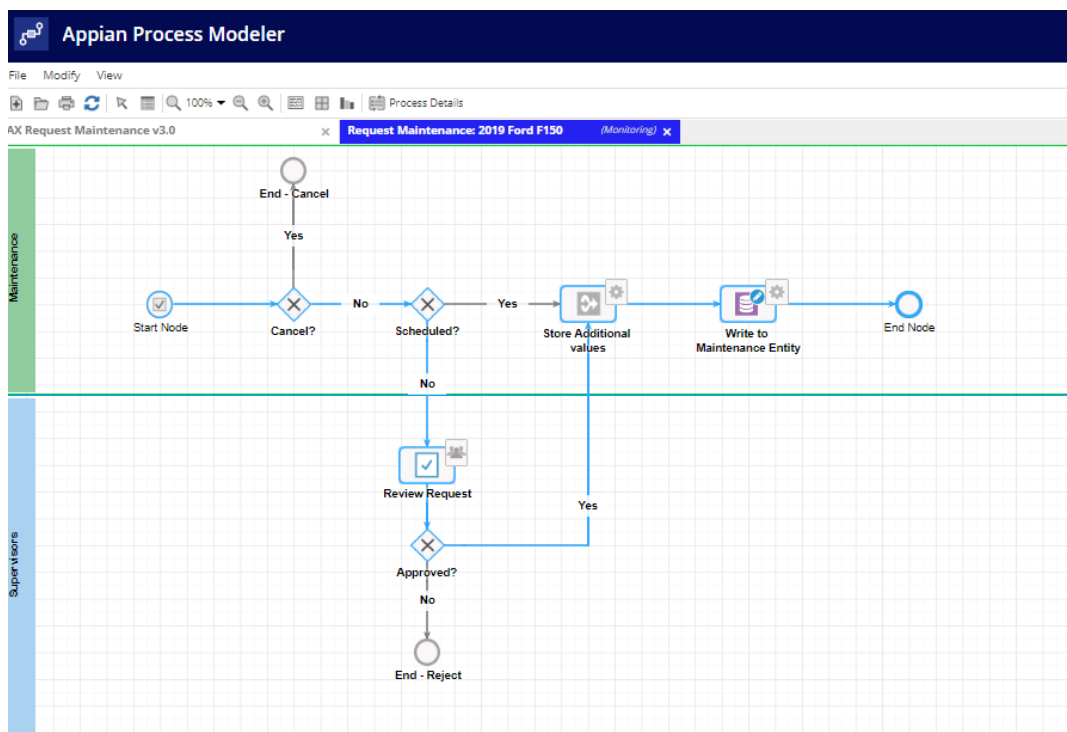 Appian Process Modeler
File Modify View
100% Process Details
AX Request Maintenance v3.0 x Request Maintenance: 2019 Ford F150 (Monitoring) x
Maintenance
End - Cancel
Yes
Start Node
Cancel?
No
Scheduled?
Yes
Store Additional
values
Write to
Maintenance Entity
End Node
No
Supervisors
Review Request
Yes
Approved?
No
End - Reject